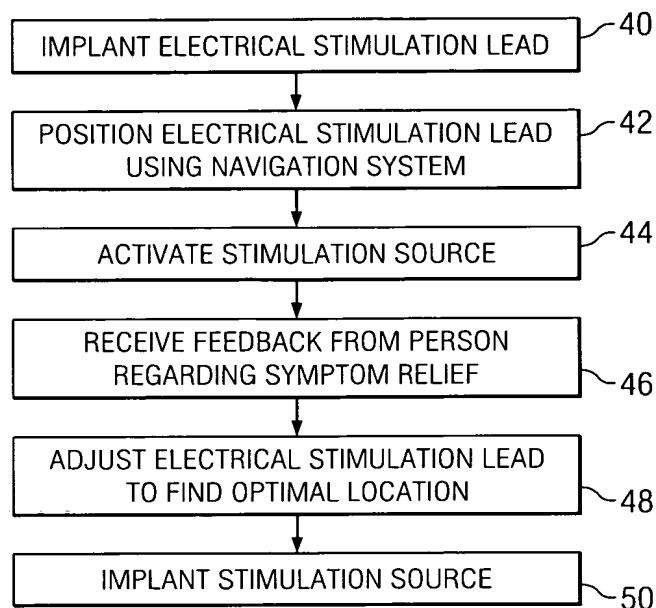 IMPLANT ELECTRICAL STIMULATION LEAD
40
POSITION ELECTRICAL STIMULATION LEAD
USING NAVIGATION SYSTEM
42
ACTIVATE STIMULATION SOURCE
44
RECEIVE FEEDBACK FROM PERSON
REGARDING SYMPTOM RELIEF
46
ADJUST ELECTRICAL STIMULATION LEAD
TO FIND OPTIMAL LOCATION
48
IMPLANT STIMULATION SOURCE
50